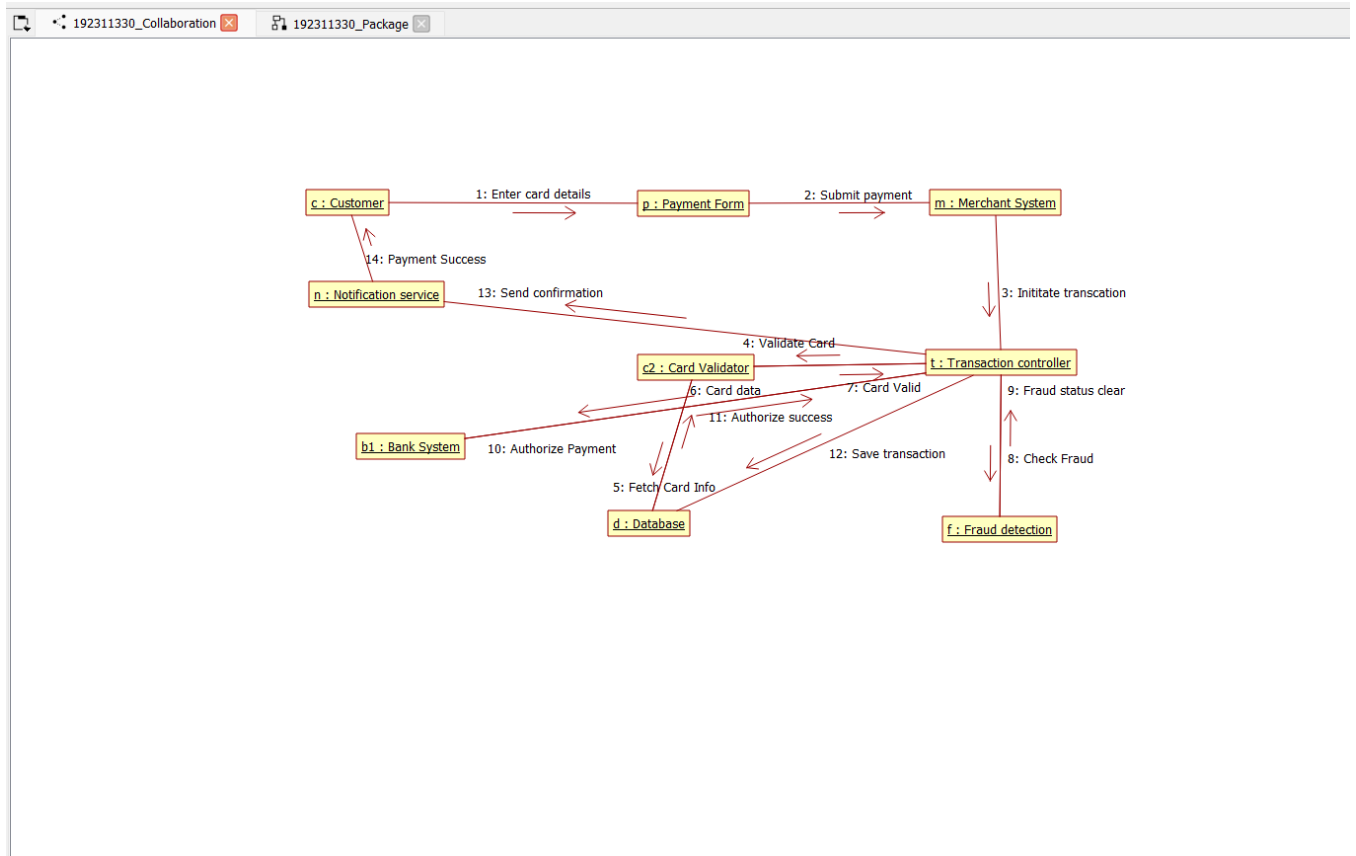 192311330_Collaboration
192311330_Package
c : Customer
1: Enter card details
p : Payment Form
2: Submit payment
m : Merchant System
14: Payment Success
n : Notification service
13: Send confirmation
3: Inititate transcation
4: Validate Card
c2 : Card Validator
t : Transaction controller
6: Card data
7: Card Valid
9: Fraud status clear
11: Authorize success
b1 : Bank System
10: Authorize Payment
12: Save transaction
8: Check Fraud
5: Fetch Card Info
d : Database
f : Fraud detection